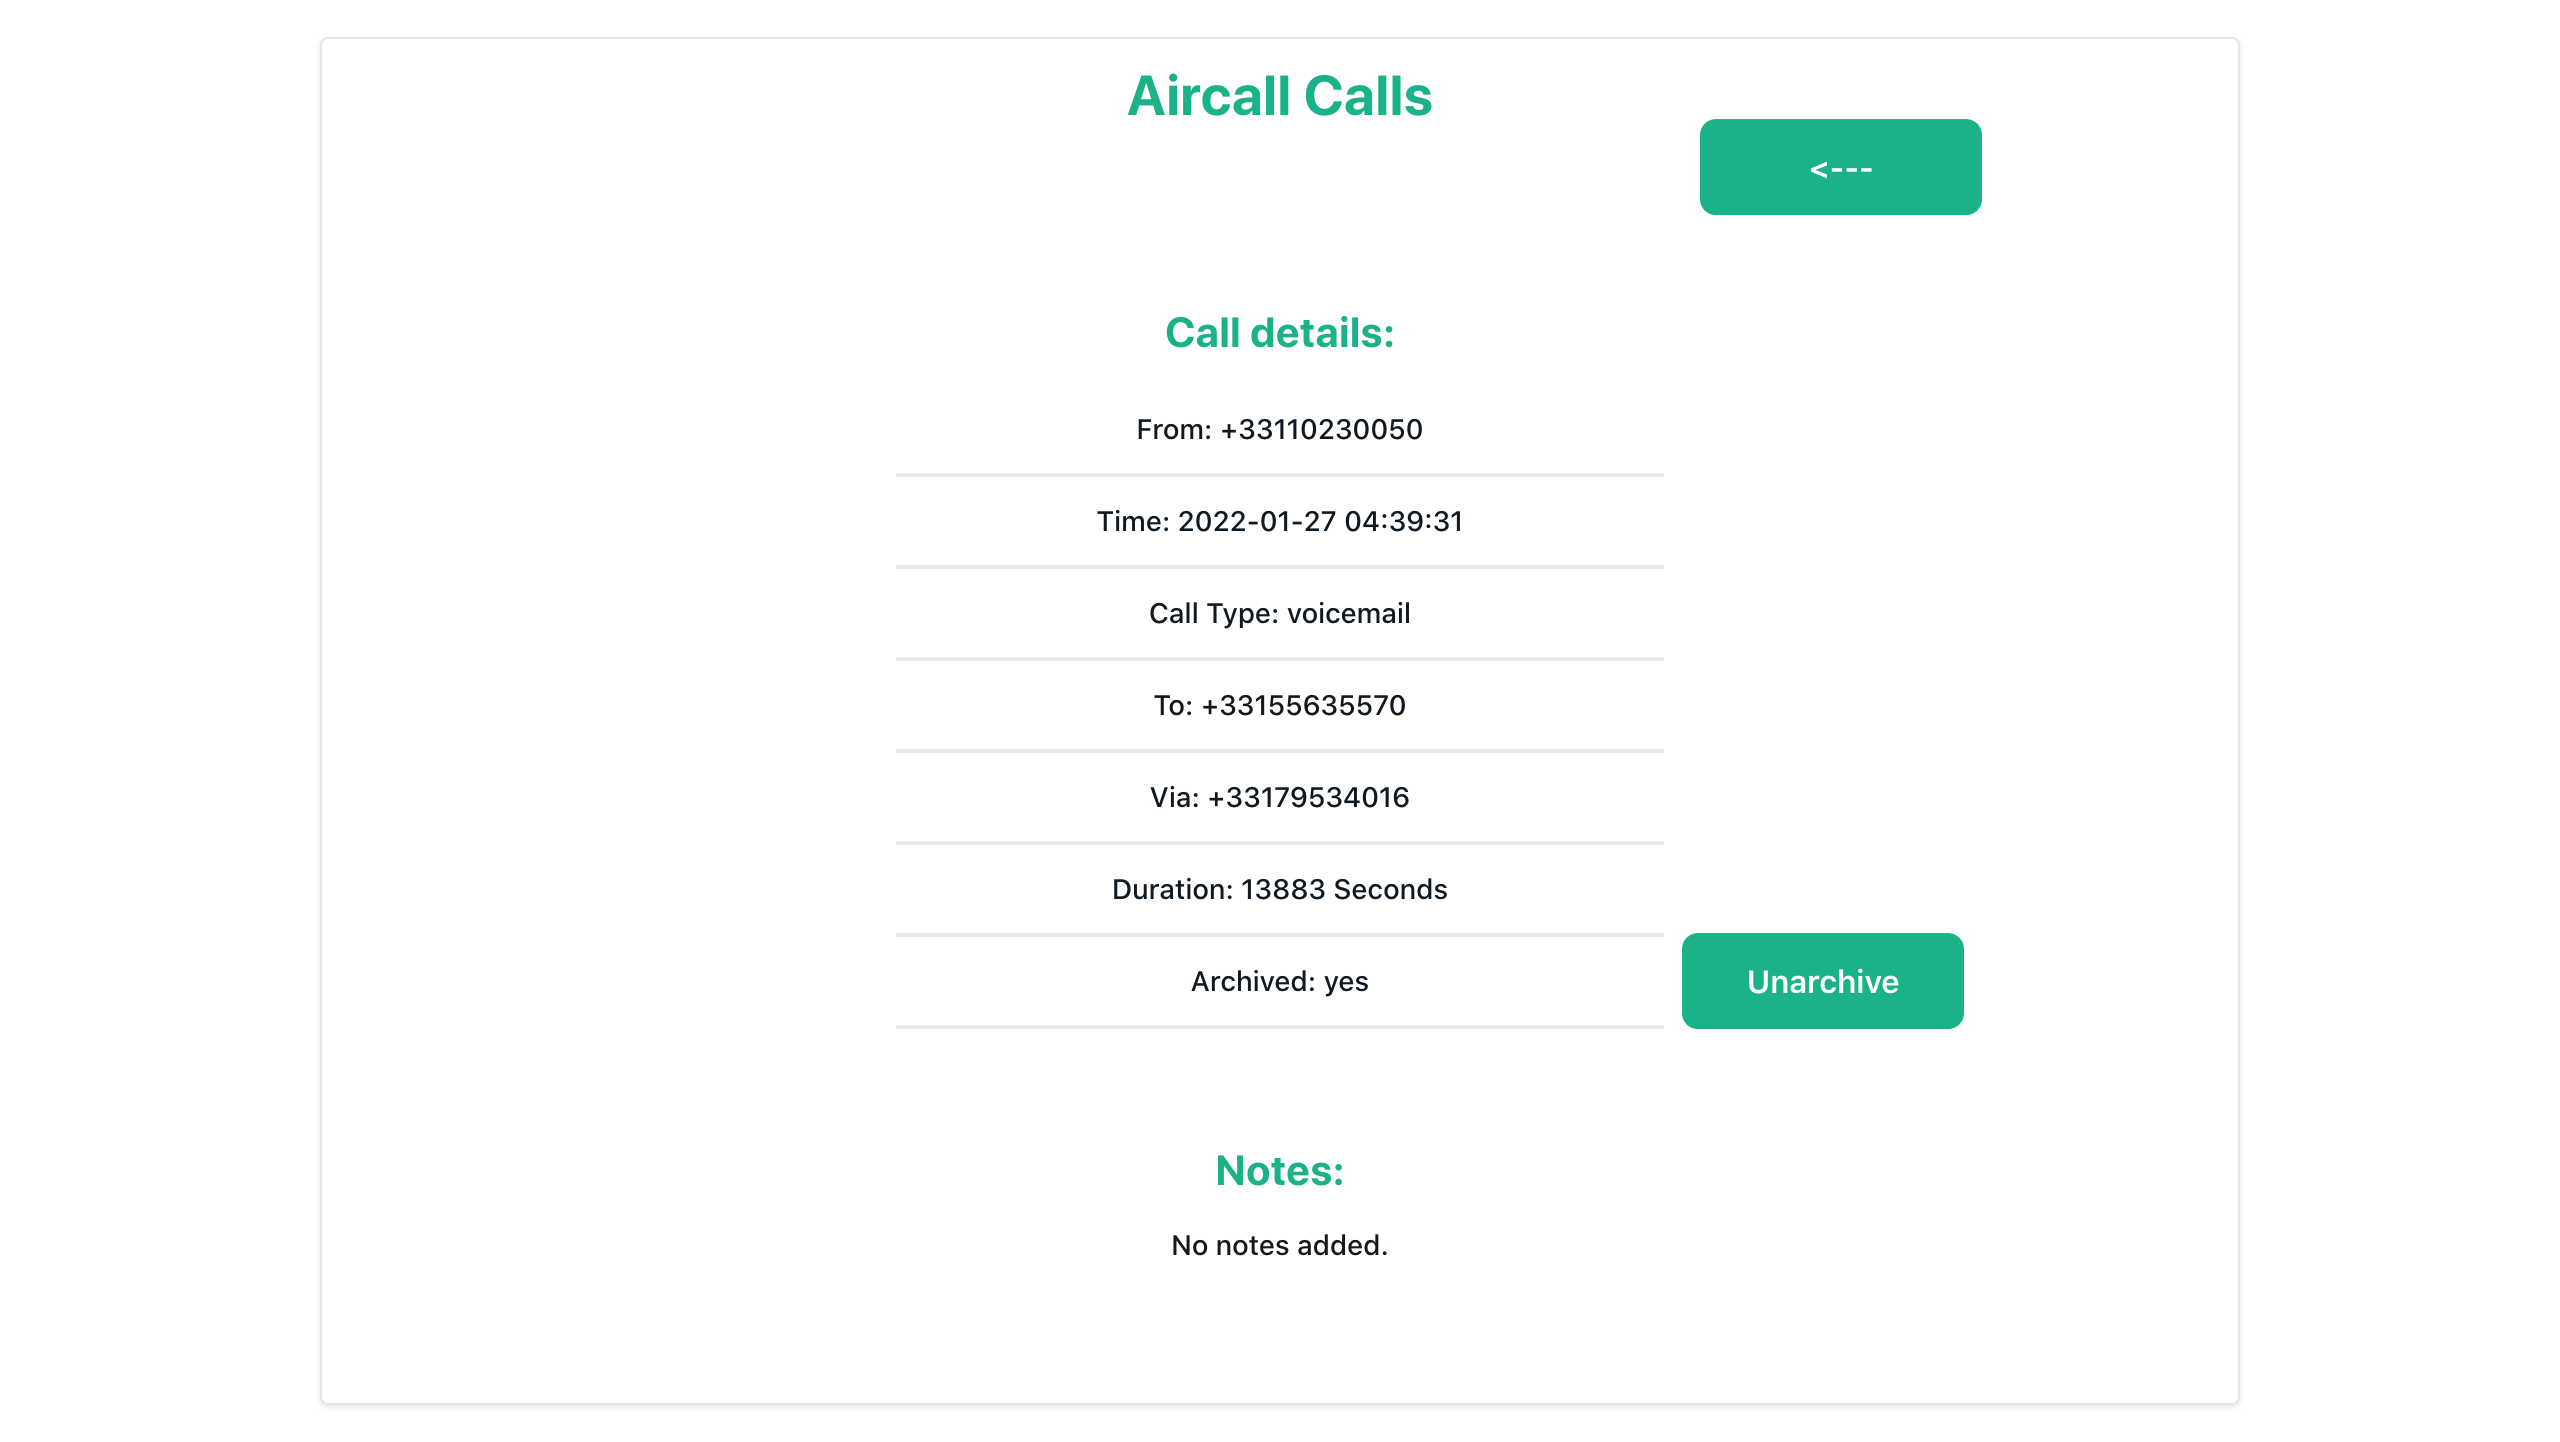 Aircall Calls
<---
Call details:
From: +33110230050
Time: 2022-01-27 04:39:31
Call Type: voicemail
To: +33155635570
Via: +33179534016
Duration: 13883 Seconds
Archived: yes
Unarchive
Notes:
No notes added.